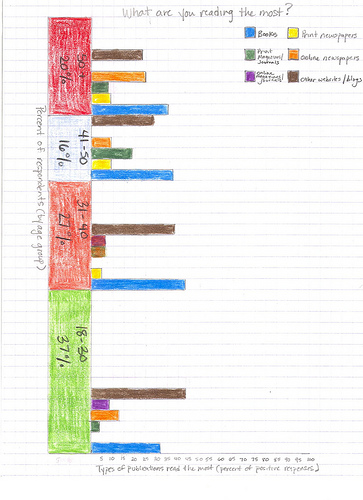 What are you reading the most?
Books
Print newspapers
Print Magazines/Journals
Online newspapers
Online Magazines/Journals
Other websites/blogs
Percent of respondents (by age group)
50+
20%
41-50
16%
31-40
27%
18-30
37%
5 10 15 20 25 30 35 40 45 50 55 60 65 70 75 80 85 90 95 100
Types of publications read the most (percent of positive responses)